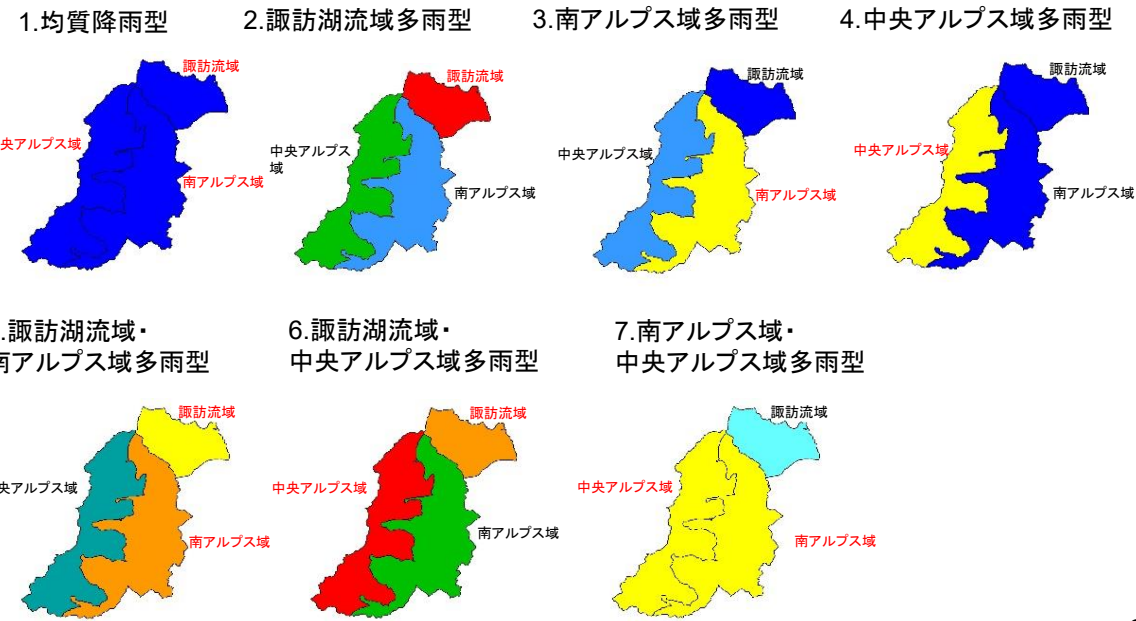 1.均質降雨型
2.諏訪湖流域多雨型
3.南アルプス域多雨型
4.中央アルプス域多雨型
諏訪流域
央アルプス域
南アルプス域
諏訪流域
中央アルプス
域
南アルプス域
諏訪流域
中央アルプス域
南アルプス域
諏訪流域
中央アルプス域
南アルプス域
.諏訪湖流域・
南アルプス域多雨型
6.諏訪湖流域・
中央アルプス域多雨型
7.南アルプス域・
中央アルプス域多雨型
諏訪流域
央アルプス域
南アルプス域
諏訪流域
中央アルプス域
南アルプス域
諏訪流域
中央アルプス域
南アルプス域